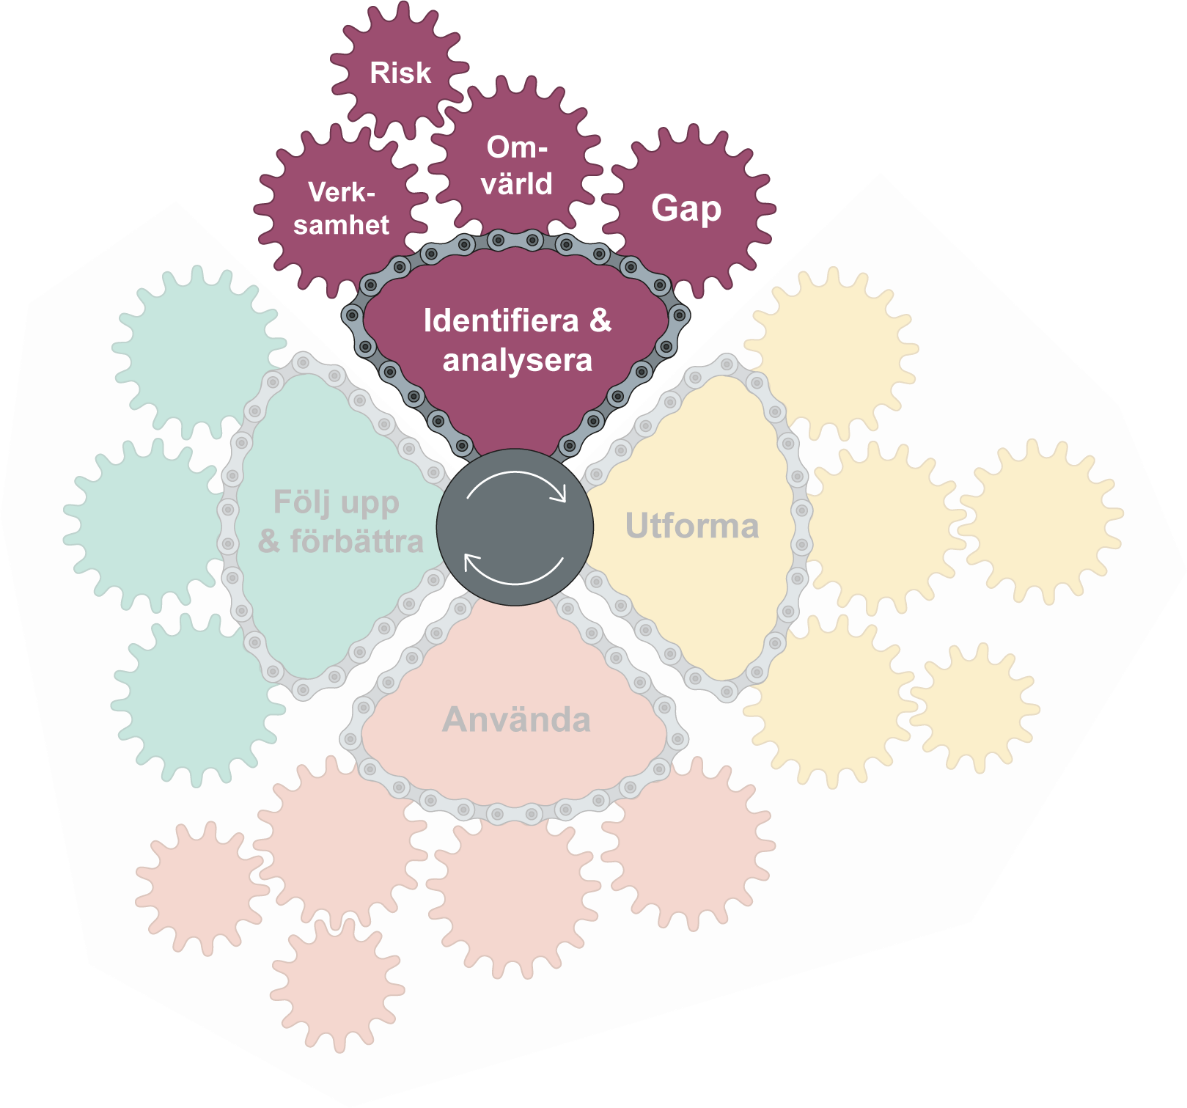 Risk
Om-
värld
Verk-
samhet
Gap
Identifiera &
analysera
Följ upp
& förbättra
Utforma
Använda